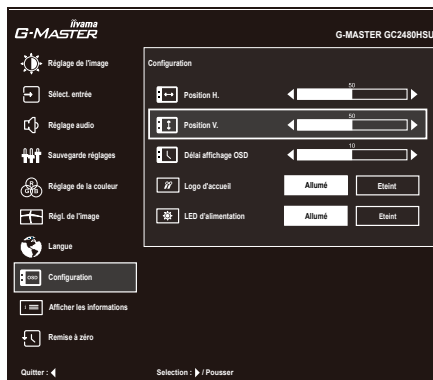 iiyama
G-MASTER
G-MASTER GC2480HSU
Réglage de l'image
Sélect. entrée
Réglage audio
Sauvegarde réglages
Réglage de la couleur
Régl. de l'image
Langue
OSD Configuration
Afficher les informations
Remise à zéro
Configuration
Position H. 50
Position V. 50
Délai affichage OSD 10
Logo d'accueil Allumé Eteint
LED d'alimentation Allumé Eteint
Quitter :
Selection : / Pousser